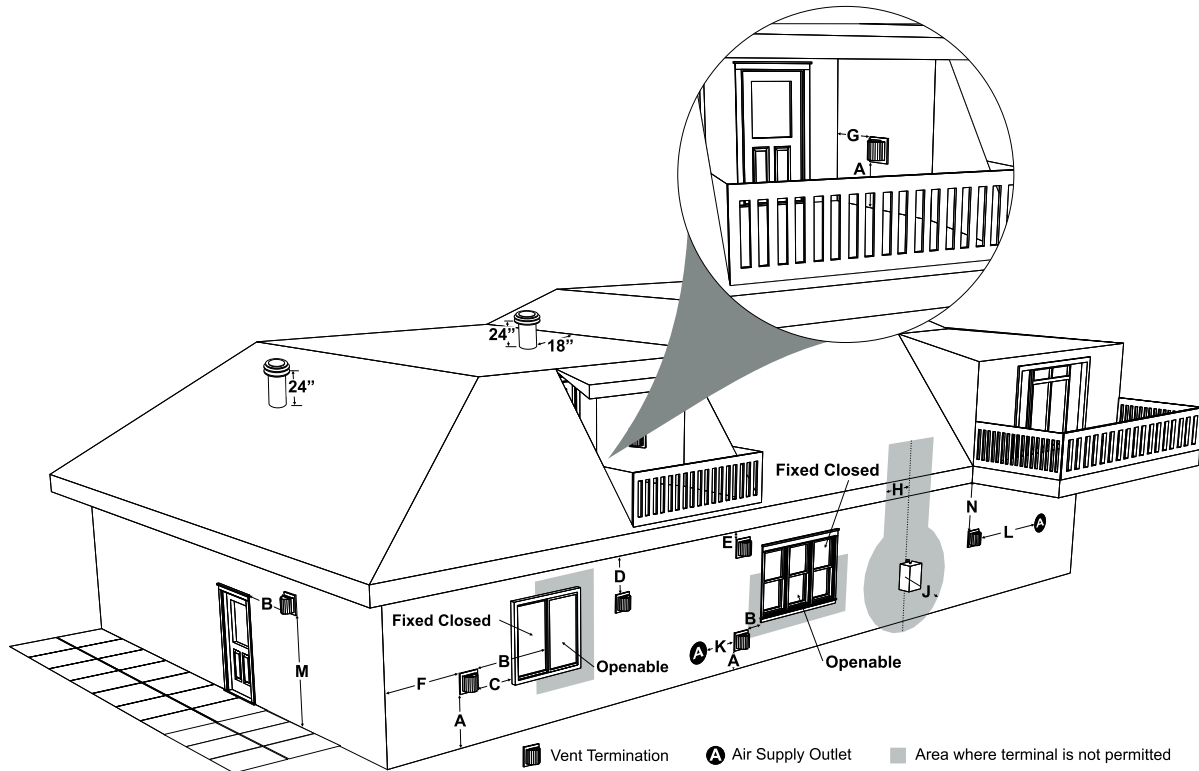 G
A
24”
18”
24”
Fixed Closed
H
N
A
L
E
D
J
B
Fixed Closed
B
K
A
A
Openable
B
Openable
M
F
C
A
Vent Termination
A Air Supply Outlet
Area where terminal is not permitted